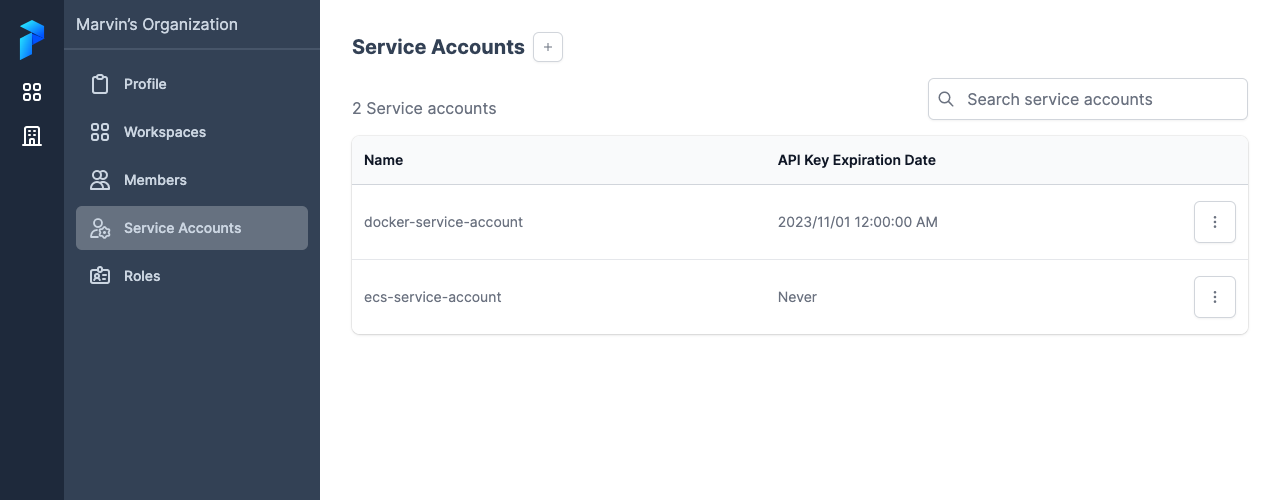 Marvin’s Organization
Profile
Workspaces
Members
Service Accounts
Roles
Service Accounts
2 Service accounts
Search service accounts
Name API Key Expiration Date
docker-service-account 2023/11/01 12:00:00 AM
ecs-service-account Never